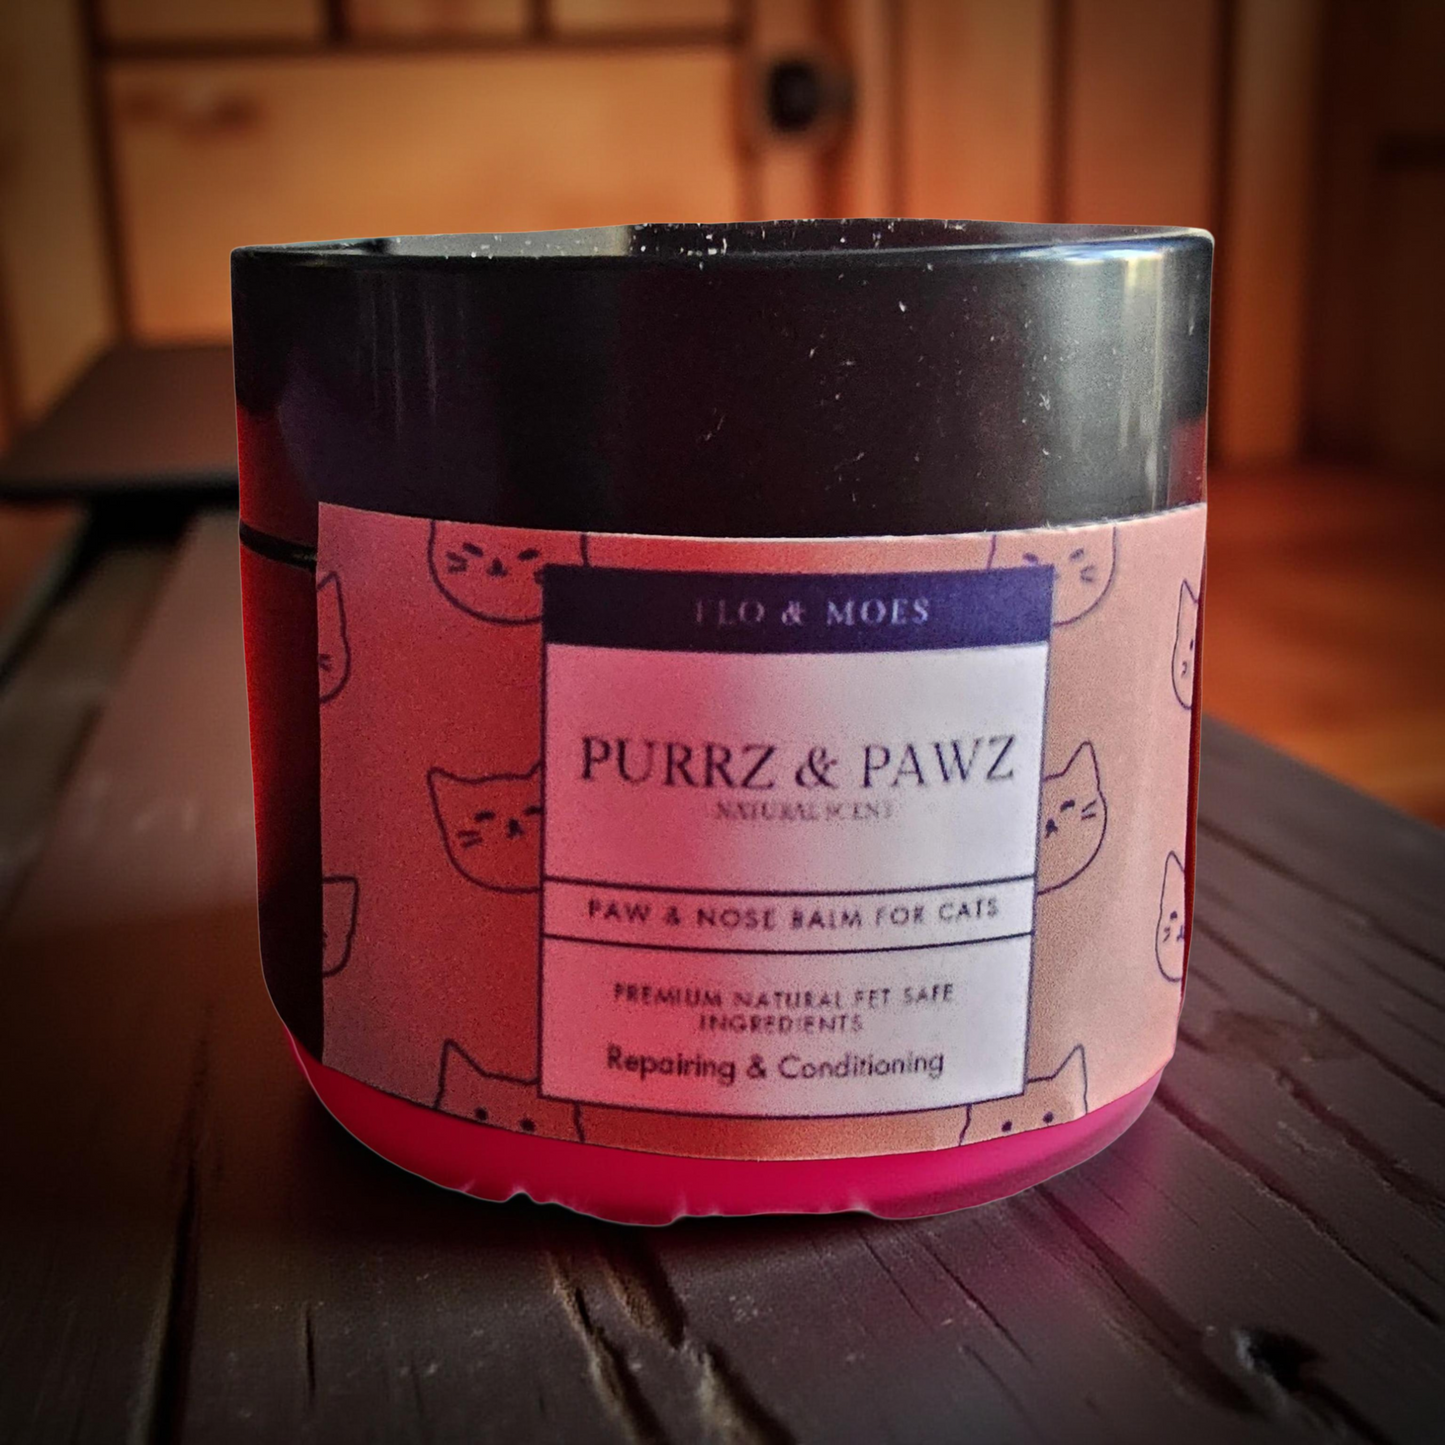 FLO & MOES
PURRZ & PAWZ
NATURAL SCENT
PAW & NOSE BALM FOR CATS
PREMIUM NATURAL PET SAFE
INGREDIENTS
Repairing & Conditioning